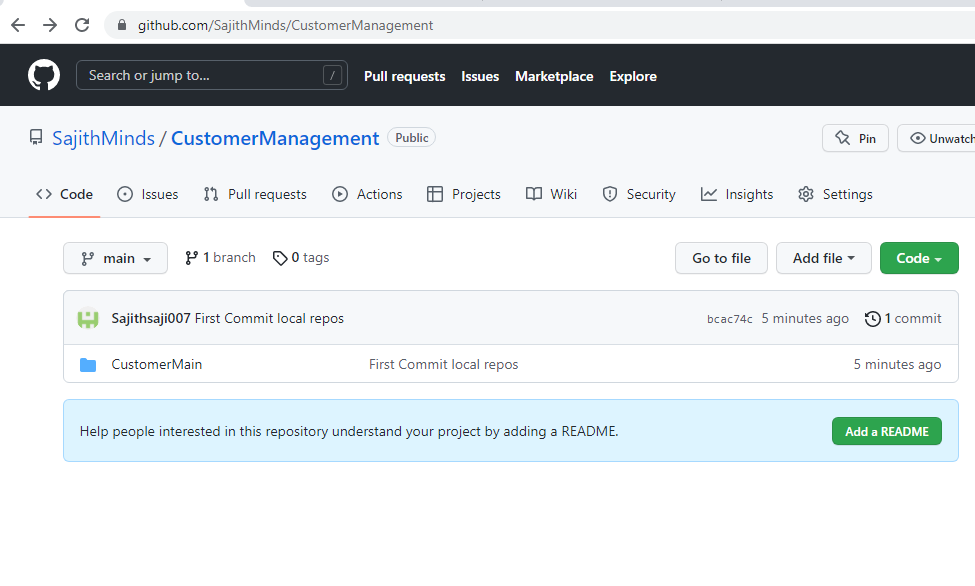 github.com/SajithMinds/CustomerManagement
Search or jump to... / Pull requests Issues Marketplace Explore
SajithMinds / CustomerManagement Public Pin Unwatch
Code Issues Pull requests Actions Projects Wiki Security Insights Settings
main 1 branch 0 tags Go to file Add file Code
Sajithsaji007 First Commit local repos bcac74c 5 minutes ago 1 commit
CustomerMain First Commit local repos 5 minutes ago
Help people interested in this repository understand your project by adding a README. Add a README